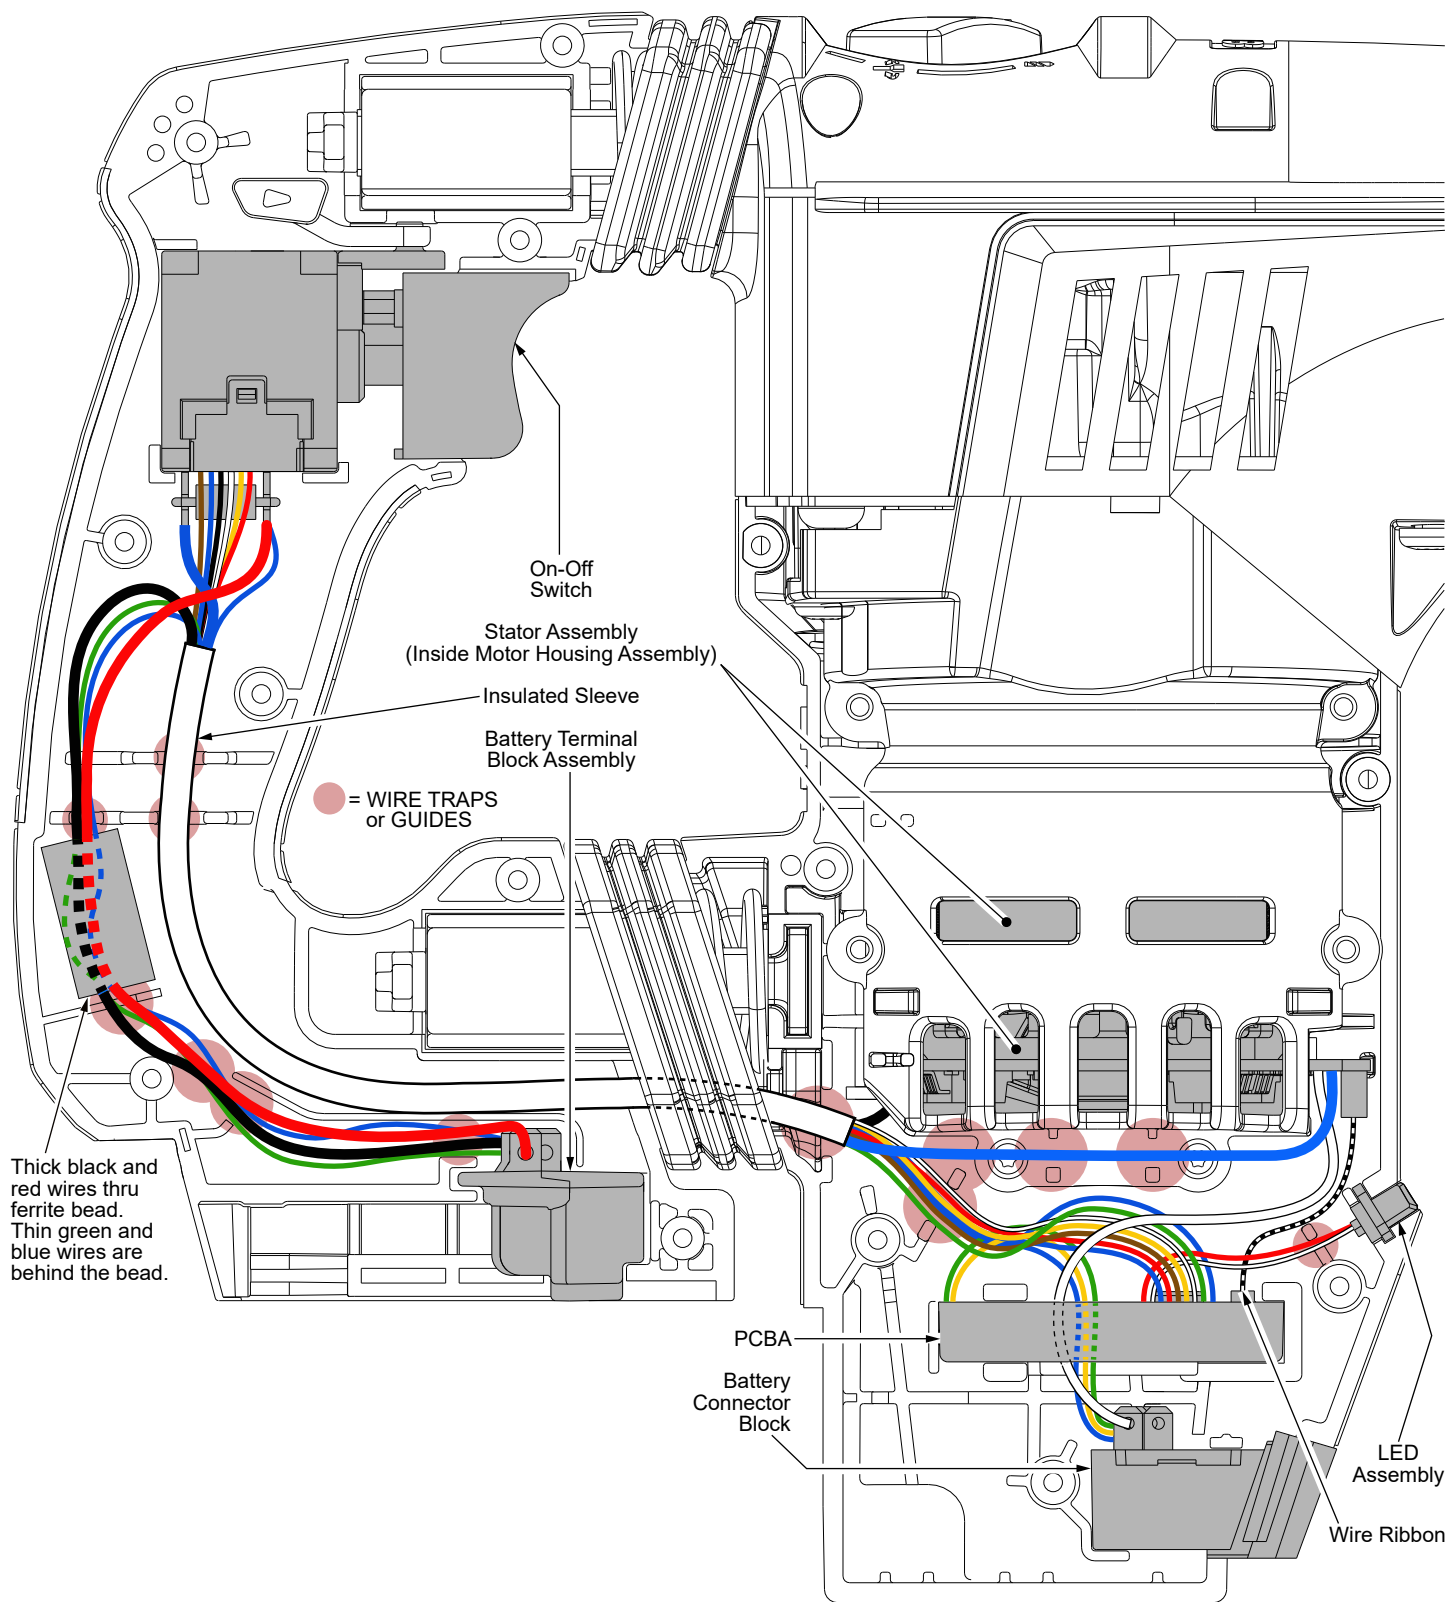 On-Off
Switch
Stator Assembly
(Inside Motor Housing Assembly)
Insulated Sleeve
Battery Terminal
Block Assembly
= WIRE TRAPS
or GUIDES
Thick black and
red wires thru
ferrite bead.
Thin green and
blue wires are
behind the bead.
PCBA
Battery
Connector
Block
LED
Assembly
Wire Ribbon